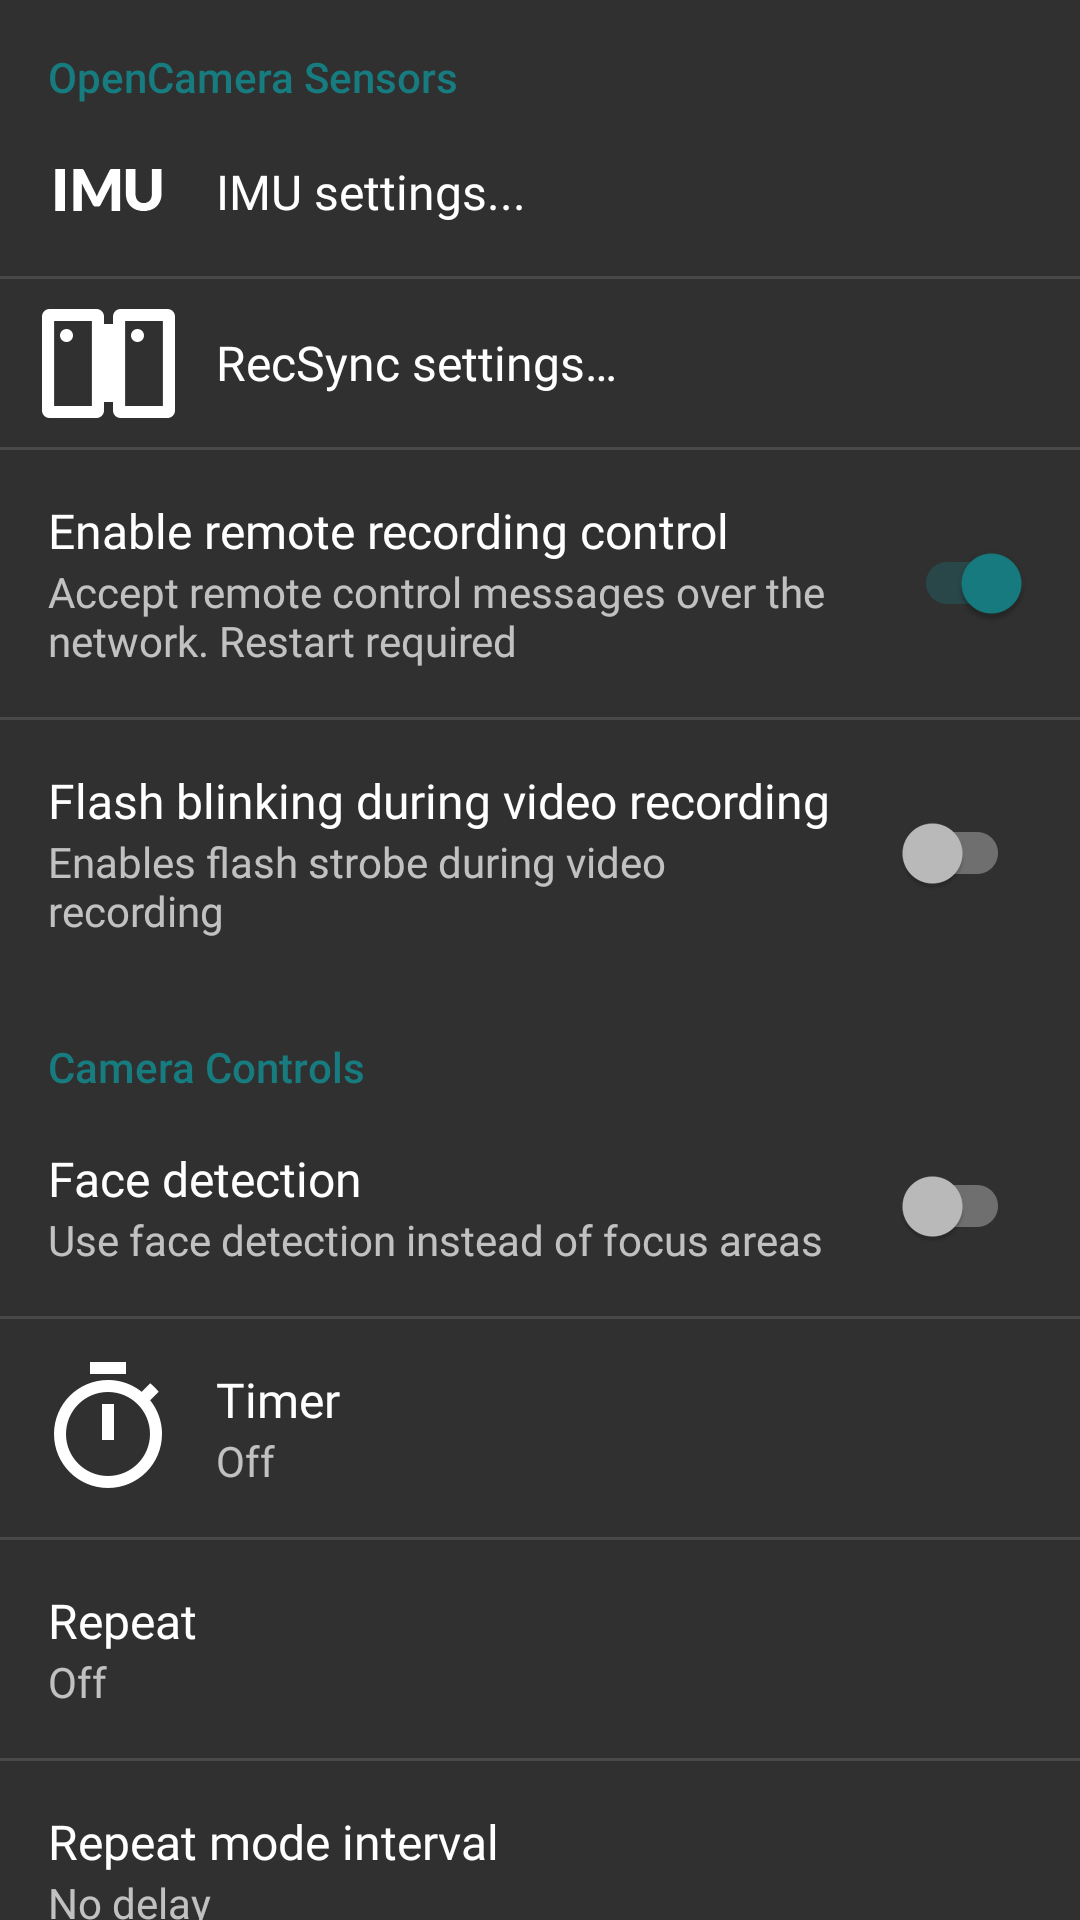 OpenCamera Sensors
IMU
IMU settings...
RecSync settings…
Enable remote recording control
Accept remote control messages over the
network. Restart required
Flash blinking during video recording
Enables flash strobe during video
recording
Camera Controls
Face detection
Use face detection instead of focus areas
Timer
Off
Repeat
Off
Repeat mode interval
No delay